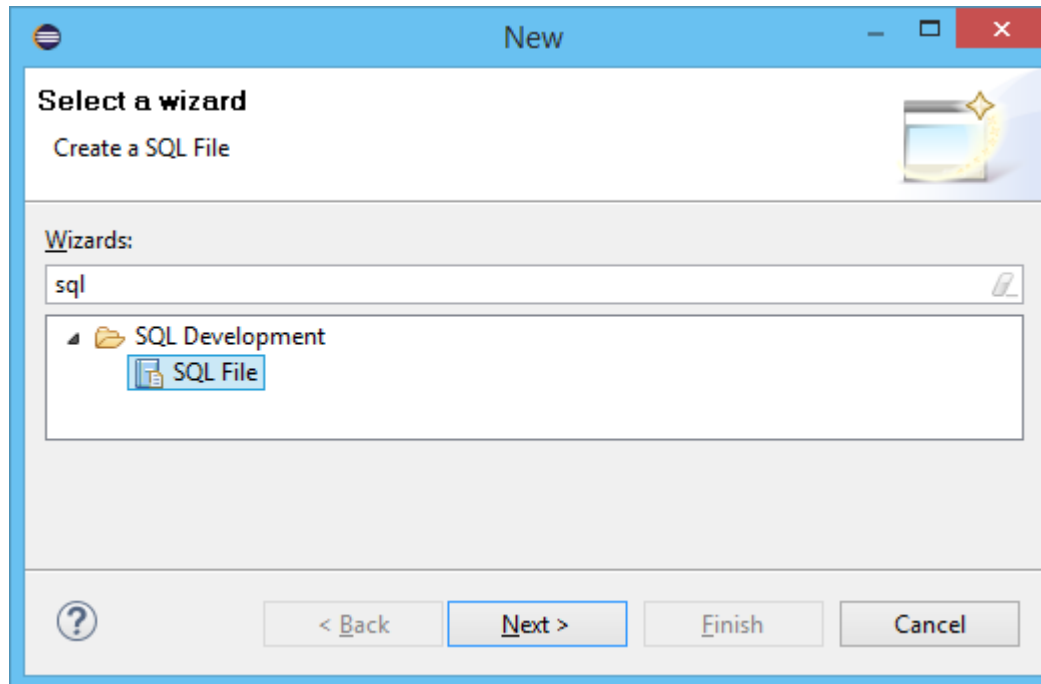 New
Select a wizard
Create a SQL File
Wizards:
sql
SQL Development
SQL File
? < Back Next > Finish Cancel